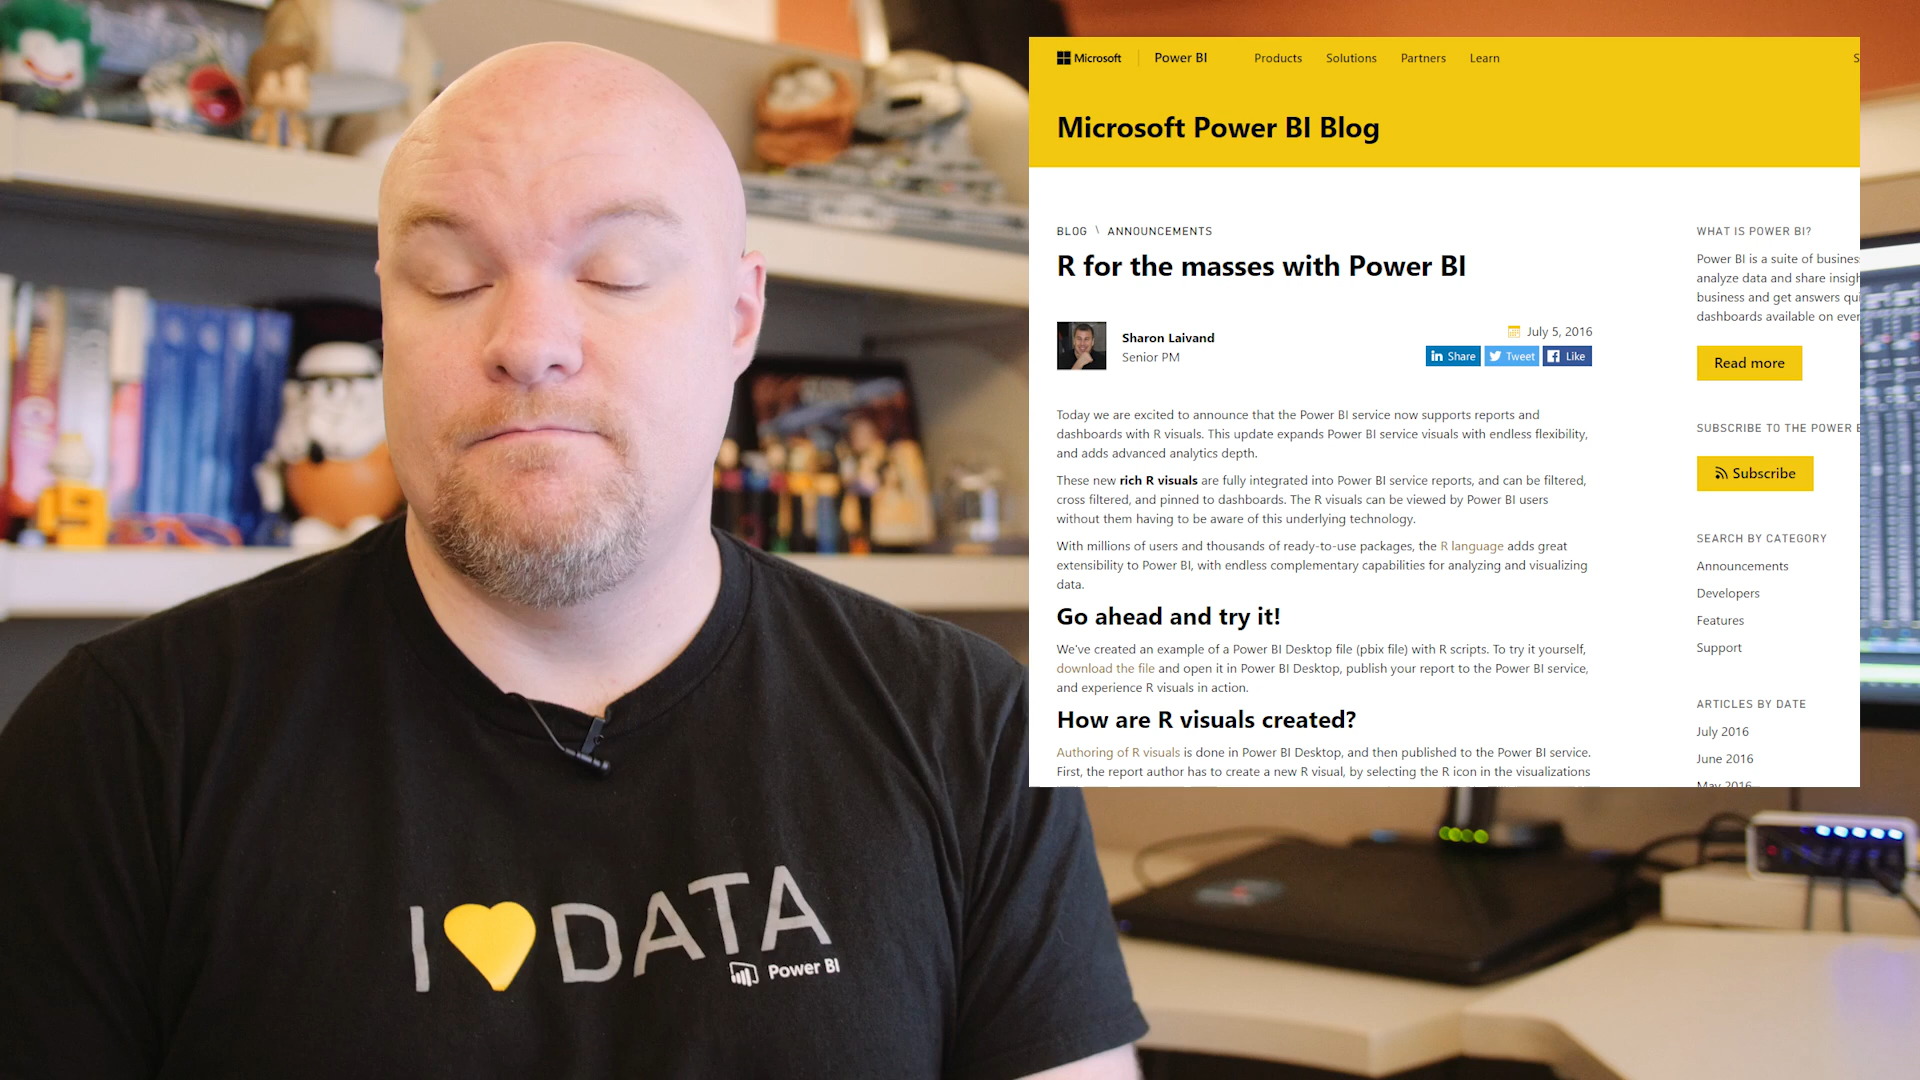 Microsoft Power BI Products Solutions Partners Learn S
Microsoft Power BI Blog
BLOG \ ANNOUNCEMENTS
R for the masses with Power BI
Sharon Laivand
Senior PM
July 5, 2016
Share Tweet Like
Today we are excited to announce that the Power BI service now supports reports and
dashboards with R visuals. This update expands Power BI service visuals with endless flexibility,
and adds advanced analytics depth.
These new rich R visuals are fully integrated into Power BI service reports, and can be filtered,
cross filtered, and pinned to dashboards. The R visuals can be viewed by Power BI users
without them having to be aware of this underlying technology.
With millions of users and thousands of ready-to-use packages, the R language adds great
extensibility to Power BI, with endless complementary capabilities for analyzing and visualizing
data.
Go ahead and try it!
We've created an example of a Power BI Desktop file (pbix file) with R scripts. To try it yourself,
download the file and open it in Power BI Desktop, publish your report to the Power BI service,
and experience R visuals in action.
How are R visuals created?
Authoring of R visuals is done in Power BI Desktop, and then published to the Power BI service.
First, the report author has to create a new R visual, by selecting the R icon in the visualizations
WHAT IS POWER BI?
Power BI is a suite of busines
analyze data and share insigh
business and get answers qui
dashboards available on ever
Read more
SUBSCRIBE TO THE POWER B
Subscribe
SEARCH BY CATEGORY
Announcements
Developers
Features
Support
ARTICLES BY DATE
July 2016
June 2016
May 2016
I DATA
Power BI